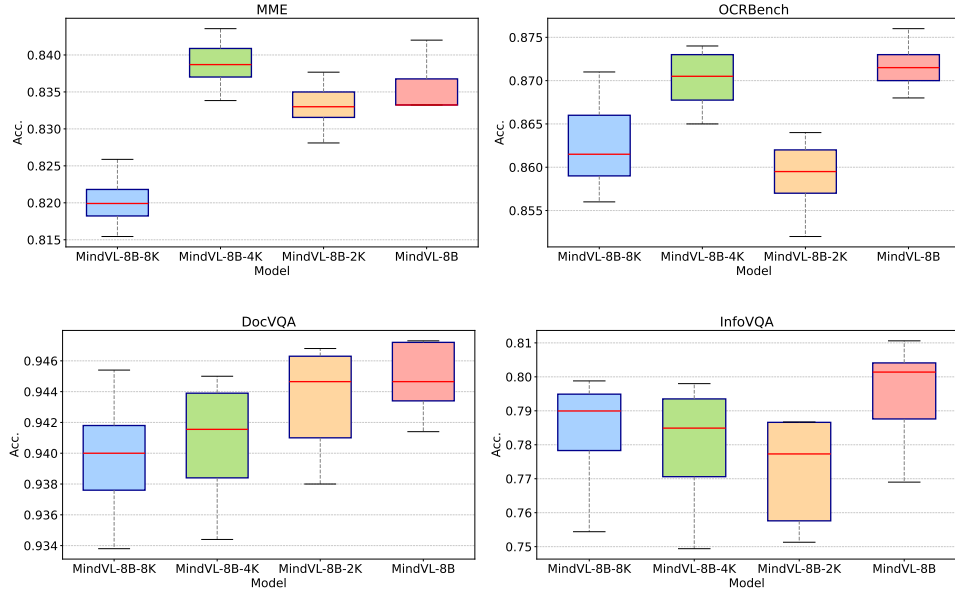 MME
0.840
0.835
0.830
0.825
0.820
0.815
Acc.
MindVL-8B-8K MindVL-8B-4K MindVL-8B-2K MindVL-8B
Model
OCRBench
0.875
0.870
0.865
0.860
0.855
Acc.
MindVL-8B-8K MindVL-8B-4K MindVL-8B-2K MindVL-8B
Model
DocVQA
0.946
0.944
0.942
0.940
0.938
0.936
0.934
Acc.
MindVL-8B-8K MindVL-8B-4K MindVL-8B-2K MindVL-8B
Model
InfoVQA
0.81
0.80
0.79
0.78
0.77
0.76
0.75
Acc.
MindVL-8B-8K MindVL-8B-4K MindVL-8B-2K MindVL-8B
Model